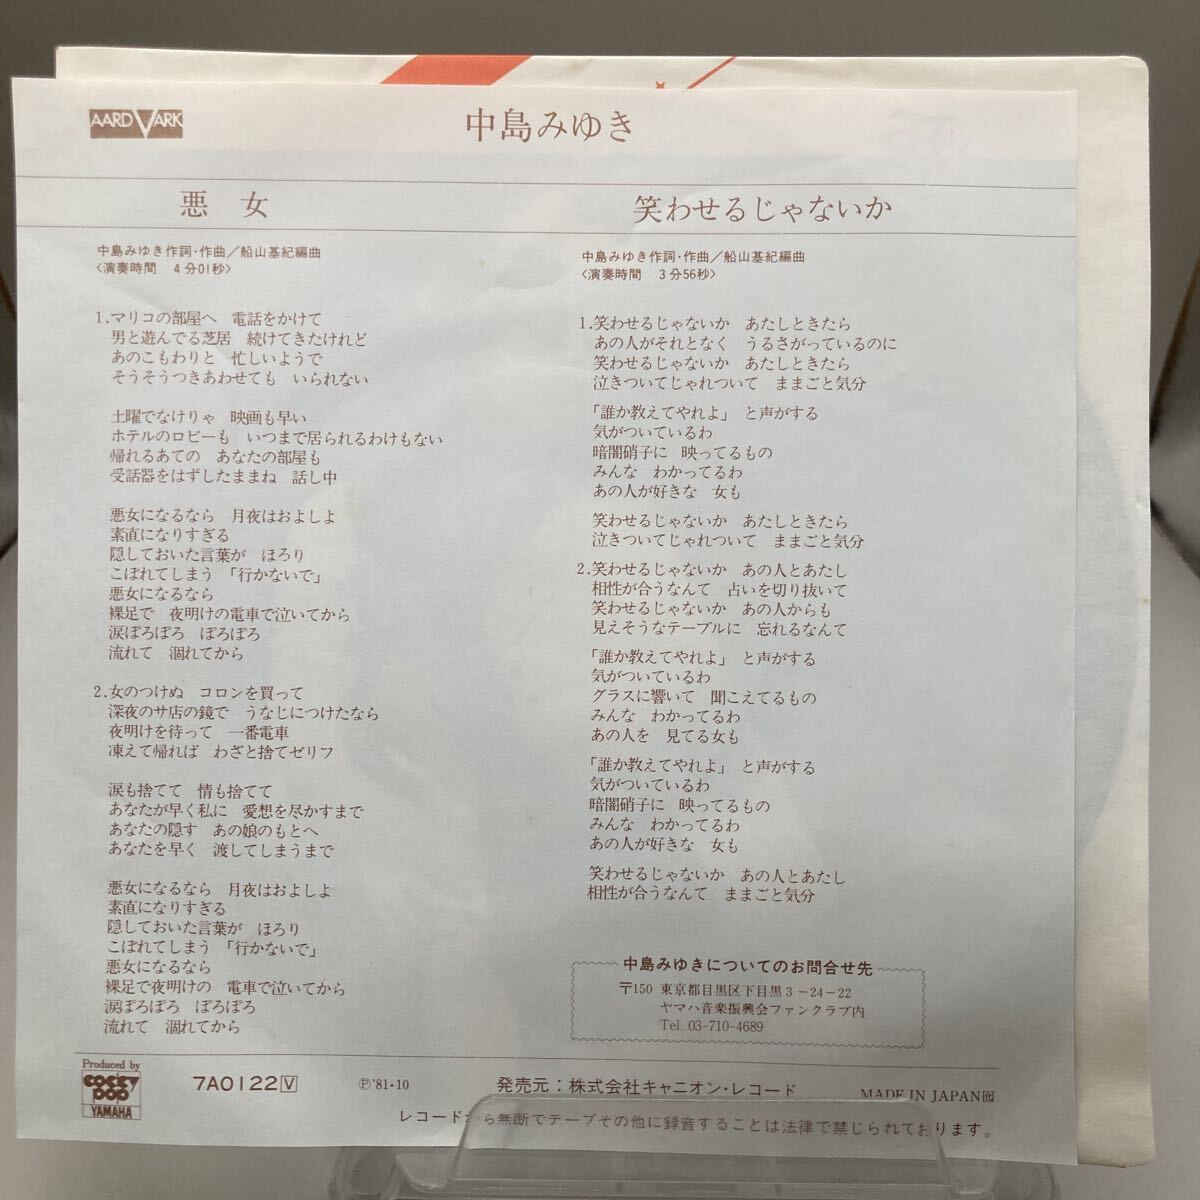 AARD VARK
中島みゆき
悪女
中島みゆき作詞・作曲／船山基紀編曲
〈演奏時間　4分01秒〉
1.マリコの部屋へ　電話をかけて
男と遊んでる芝居　続けてきたけれど
あのこもわりと　忙しいようで
そうそうつきあわせても　いられない
土曜でなけりゃ　映画も早い
ホテルのロビーも　いつまで居られるわけもない
帰れるあての　あなたの部屋も
受話器をはずしたままね　話し中
悪女になるなら　月夜はおよしよ
素直になりすぎる
隠しておいた言葉が　ほろり
こぼれてしまう　「行かないで」
悪女になるなら
裸足で　夜明けの電車で泣いてから
涙ぽろぽろ　ぽろぽろ
流れて　涸れてから
2.女のつけぬ　コロンを買って
深夜のサ店の鏡で　うなじにつけたなら
夜明けを待って　一番電車
凍えて帰れば　わざと捨てゼリフ
涙も捨てて　情も捨てて
あなたが早く私に　愛想を尽かすまで
あなたの隠す　あの娘のもとへ
あなたを早く　渡してしまうまで
悪女になるなら　月夜はおよしよ
素直になりすぎる
隠しておいた言葉が　ほろり
こぼれてしまう　「行かないで」
悪女になるなら
裸足で夜明けの　電車で泣いてから
涙ぽろぽろ　ぽろぽろ
流れて　涸れてから
笑わせるじゃないか
中島みゆき作詞・作曲／船山基紀編曲
〈演奏時間　3分56秒〉
1.笑わせるじゃないか　あたしときたら
あの人がそれとなく　うるさがっているのに
笑わせるじゃないか　あたしときたら
泣きついてじゃれついて　ままごと気分
「誰か教えてやれよ」　と声がする
気がついているわ
暗闇硝子に　映ってるもの
みんな　わかってるわ
あの人が好きな　女も
笑わせるじゃないか　あたしときたら
泣きついてじゃれついて　ままごと気分
2.笑わせるじゃないか　あの人とあたし
相性が合うなんて　占いを切り抜いて
笑わせるじゃないか　あの人からも
見えそうなテーブルに　忘れるなんて
「誰か教えてやれよ」　と声がする
気がついているわ
グラスに響いて　聞こえてるもの
みんな　わかってるわ
あの人を　見てる女も
「誰か教えてやれよ」　と声がする
気がついているわ
暗闇硝子に　映ってるもの
みんな　わかってるわ
あの人が好きな　女も
笑わせるじゃないか　あの人とあたし
相性が合うなんて　ままごと気分
中島みゆきについてのお問合せ先
〒150　東京都目黒区下目黒3－24－22
ヤマハ音楽振興会ファンクラブ内
Tel. 03-710-4689
Produced by
cocky pop
YAMAHA
7A0122 V
Ⓟ'81・10
発売元：株式会社キャニオン・レコード
MADE IN JAPAN
レコードから無断でテープその他に録音することは法律で禁じられております。